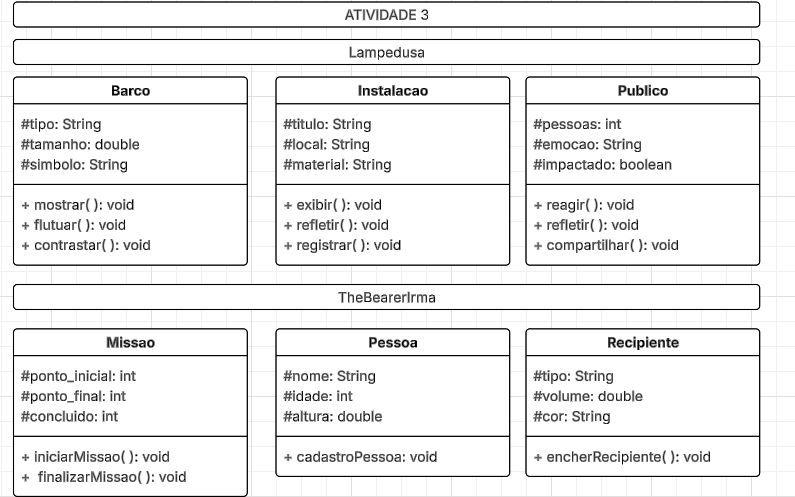 ATIVIDADE 3
Lampedusa
Barco
#tipo: String
#tamanho: double
#simbolo: String
+ mostrar( ): void
+ flutuar( ): void
+ contrastar( ): void
Instalacao
#titulo: String
#local: String
#material: String
+ exibir( ): void
+ refletir( ): void
+ registrar( ): void
Publico
#pessoas: int
#emocao: String
#impactado: boolean
+ reagir( ): void
+ refletir( ): void
+ compartilhar( ): void
TheBearerIrma
Missao
#ponto_inicial: int
#ponto_final: int
#concluido: int
+ iniciarMissao( ): void
+ finalizarMissao( ): void
Pessoa
#nome: String
#idade: int
#altura: double
+ cadastroPessoa: void
Recipiente
#tipo: String
#volume: double
#cor: String
+ encherRecipiente( ): void